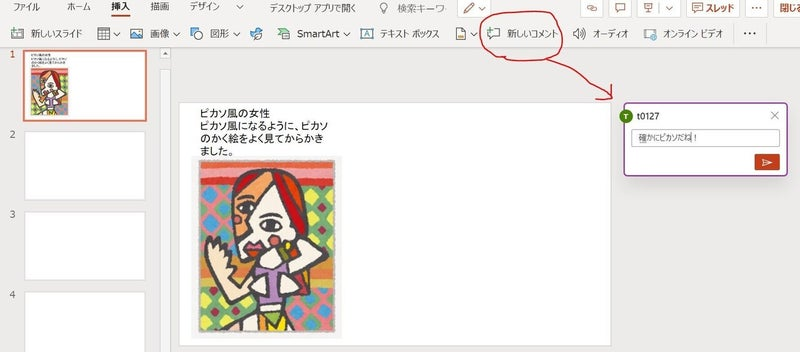 ファイル ホーム 挿入 描画 デザイン デスクトップ アプリで開く 検索キーワ スレッド 閉じる
新しいスライド 画像 図形 SmartArt テキスト ボックス 新しいコメント オーディオ オンライン ビデオ
1
2
3
4
ピカソ風の女性
ピカソ風になるように、ピカソ
のかく絵をよく見てからかき
ました。
T t0127
確かにピカソだね！